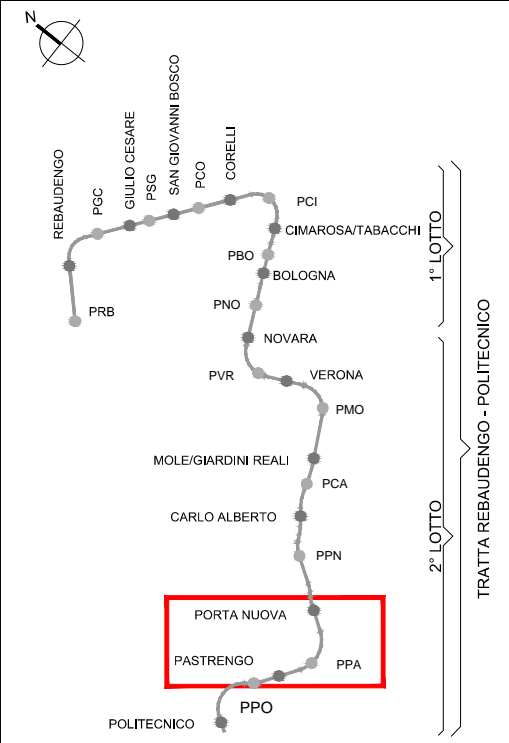 N
REBAUDENGO
PGC
GIULIO CESARE
PSG
SAN GIOVANNI BOSCO
PCO
CORELLI
PCI
CIMAROSA/TABACCHI
PBO
BOLOGNA
PRB
PNO
NOVARA
PVR
VERONA
PMO
MOLE/GIARDINI REALI
PCA
CARLO ALBERTO
PPN
PORTA NUOVA
PASTRENGO
PPA
PPO
POLITECNICO
1° LOTTO
2° LOTTO
TRATTA REBAUDENGO - POLITECNICO